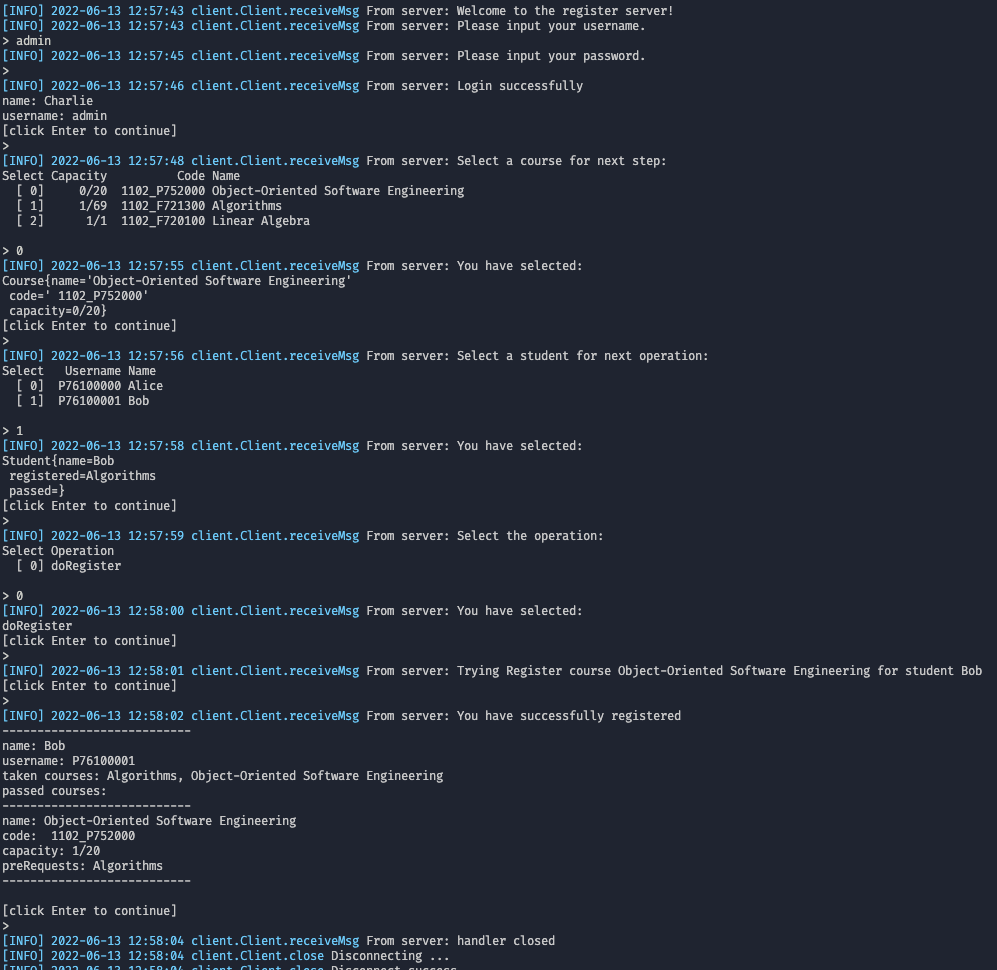 [INFO] 2022-06-13 12:57:43 client.Client.receiveMsg From server: Welcome to the register server!
[INFO] 2022-06-13 12:57:43 client.Client.receiveMsg From server: Please input your username.
> admin
[INFO] 2022-06-13 12:57:45 client.Client.receiveMsg From server: Please input your password.
>
[INFO] 2022-06-13 12:57:46 client.Client.receiveMsg From server: Login successfully
name: Charlie
username: admin
[click Enter to continue]
>
[INFO] 2022-06-13 12:57:48 client.Client.receiveMsg From server: Select a course for next step:
Select Capacity          Code Name
  [ 0]     0/20  1102_P752000 Object-Oriented Software Engineering
  [ 1]     1/69  1102_F721300 Algorithms
  [ 2]      1/1  1102_F720100 Linear Algebra

> 0
[INFO] 2022-06-13 12:57:55 client.Client.receiveMsg From server: You have selected:
Course{name='Object-Oriented Software Engineering'
 code=' 1102_P752000'
 capacity=0/20}
[click Enter to continue]
>
[INFO] 2022-06-13 12:57:56 client.Client.receiveMsg From server: Select a student for next operation:
Select   Username Name
  [ 0]  P76100000 Alice
  [ 1]  P76100001 Bob

> 1
[INFO] 2022-06-13 12:57:58 client.Client.receiveMsg From server: You have selected:
Student{name=Bob
 registered=Algorithms
 passed=}
[click Enter to continue]
>
[INFO] 2022-06-13 12:57:59 client.Client.receiveMsg From server: Select the operation:
Select Operation
  [ 0] doRegister

> 0
[INFO] 2022-06-13 12:58:00 client.Client.receiveMsg From server: You have selected:
doRegister
[click Enter to continue]
>
[INFO] 2022-06-13 12:58:01 client.Client.receiveMsg From server: Trying Register course Object-Oriented Software Engineering for student Bob
[click Enter to continue]
>
[INFO] 2022-06-13 12:58:02 client.Client.receiveMsg From server: You have successfully registered
---------------------------
name: Bob
username: P76100001
taken courses: Algorithms, Object-Oriented Software Engineering
passed courses:
---------------------------
name: Object-Oriented Software Engineering
code:  1102_P752000
capacity: 1/20
preRequests: Algorithms
---------------------------

[click Enter to continue]
>
[INFO] 2022-06-13 12:58:04 client.Client.receiveMsg From server: handler closed
[INFO] 2022-06-13 12:58:04 client.Client.close Disconnecting ...
[INFO] 2022-06-13 12:58:04 client.Client.close Disconnect success